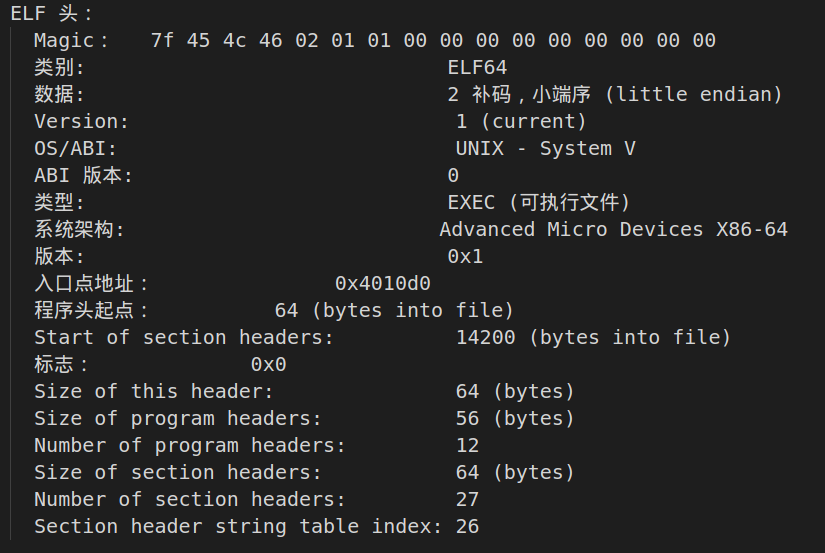 ELF 头：
Magic： 7f 45 4c 46 02 01 01 00 00 00 00 00 00 00 00 00
类别: ELF64
数据: 2 补码，小端序 (little endian)
Version: 1 (current)
OS/ABI: UNIX - System V
ABI 版本: 0
类型: EXEC (可执行文件)
系统架构: Advanced Micro Devices X86-64
版本: 0x1
入口点地址： 0x4010d0
程序头起点： 64 (bytes into file)
Start of section headers: 14200 (bytes into file)
标志： 0x0
Size of this header: 64 (bytes)
Size of program headers: 56 (bytes)
Number of program headers: 12
Size of section headers: 64 (bytes)
Number of section headers: 27
Section header string table index: 26